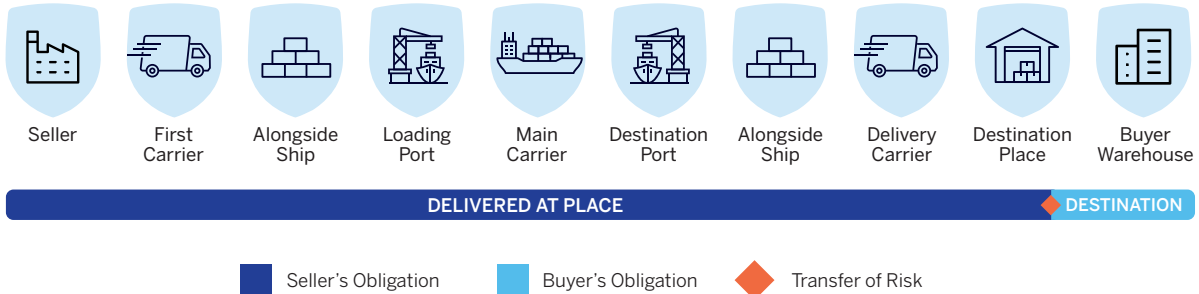 Seller
First
Carrier
Alongside
Ship
Loading
Port
Main
Carrier
Destination
Port
Alongside
Ship
Delivery
Carrier
Destination
Place
Buyer
Warehouse
DELIVERED AT PLACE
DESTINATION
Seller’s Obligation
Buyer’s Obligation
Transfer of Risk